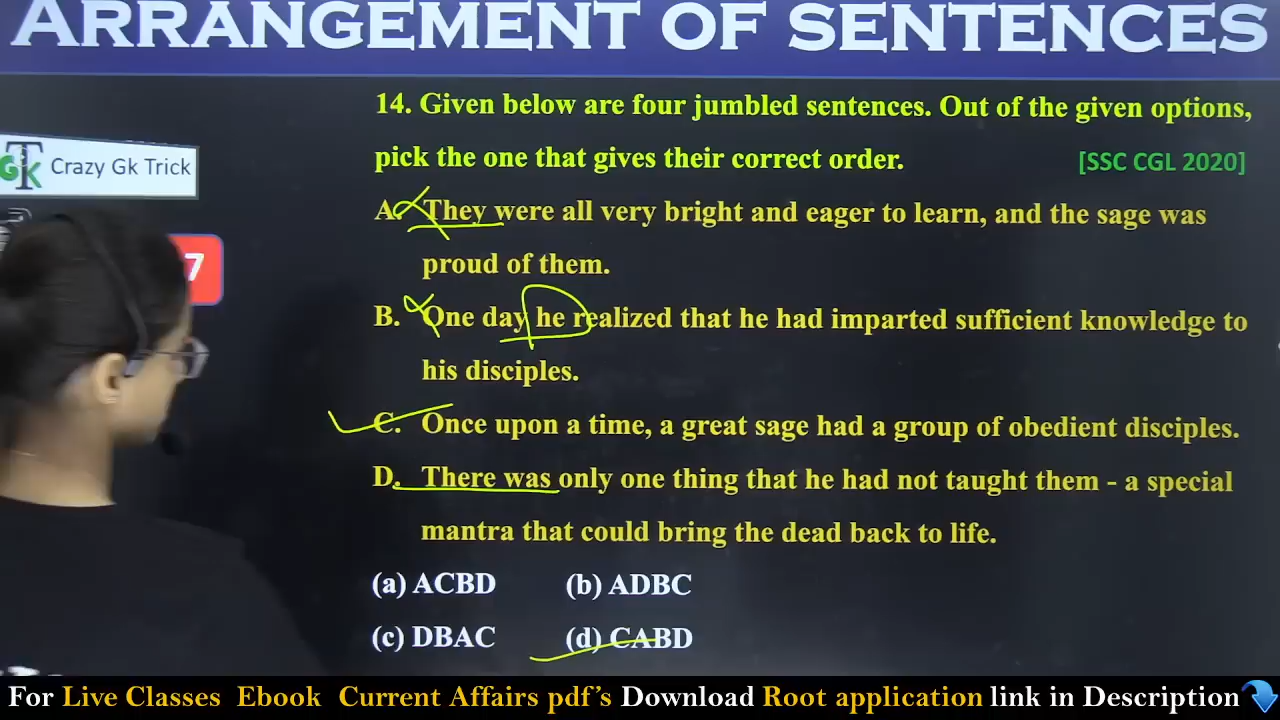 ARRANGEMENT OF SENTENCES
14. Given below are four jumbled sentences. Out of the given options,
pick the one that gives their correct order. [SSC CGL 2020]
GK Crazy Gk Trick
A. They were all very bright and eager to learn, and the sage was
proud of them.
7
B. One day he realized that he had imparted sufficient knowledge to
his disciples.
C. Once upon a time, a great sage had a group of obedient disciples.
D. There was only one thing that he had not taught them - a special
mantra that could bring the dead back to life.
(a) ACBD (b) ADBC
(c) DBAC (d) CABD
For Live Classes Ebook Current Affairs pdf's Download Root application link in Description